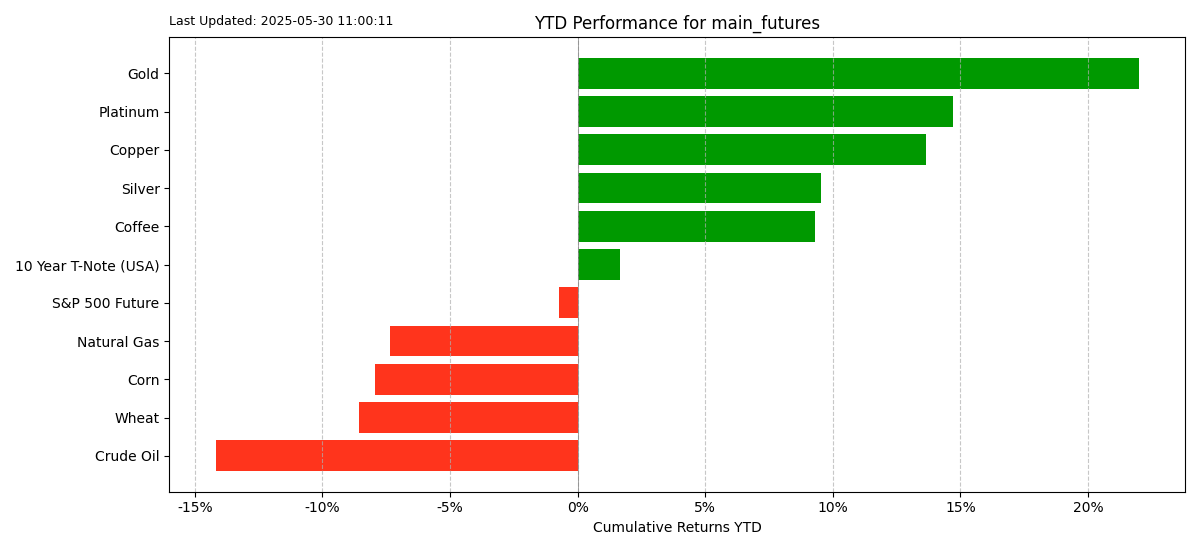 Last Updated: 2025-05-30 11:00:11
YTD Performance for main_futures
Gold
Platinum
Copper
Silver
Coffee
10 Year T-Note (USA)
S&P 500 Future
Natural Gas
Corn
Wheat
Crude Oil
-15% -10% -5% 0% 5% 10% 15% 20%
Cumulative Returns YTD